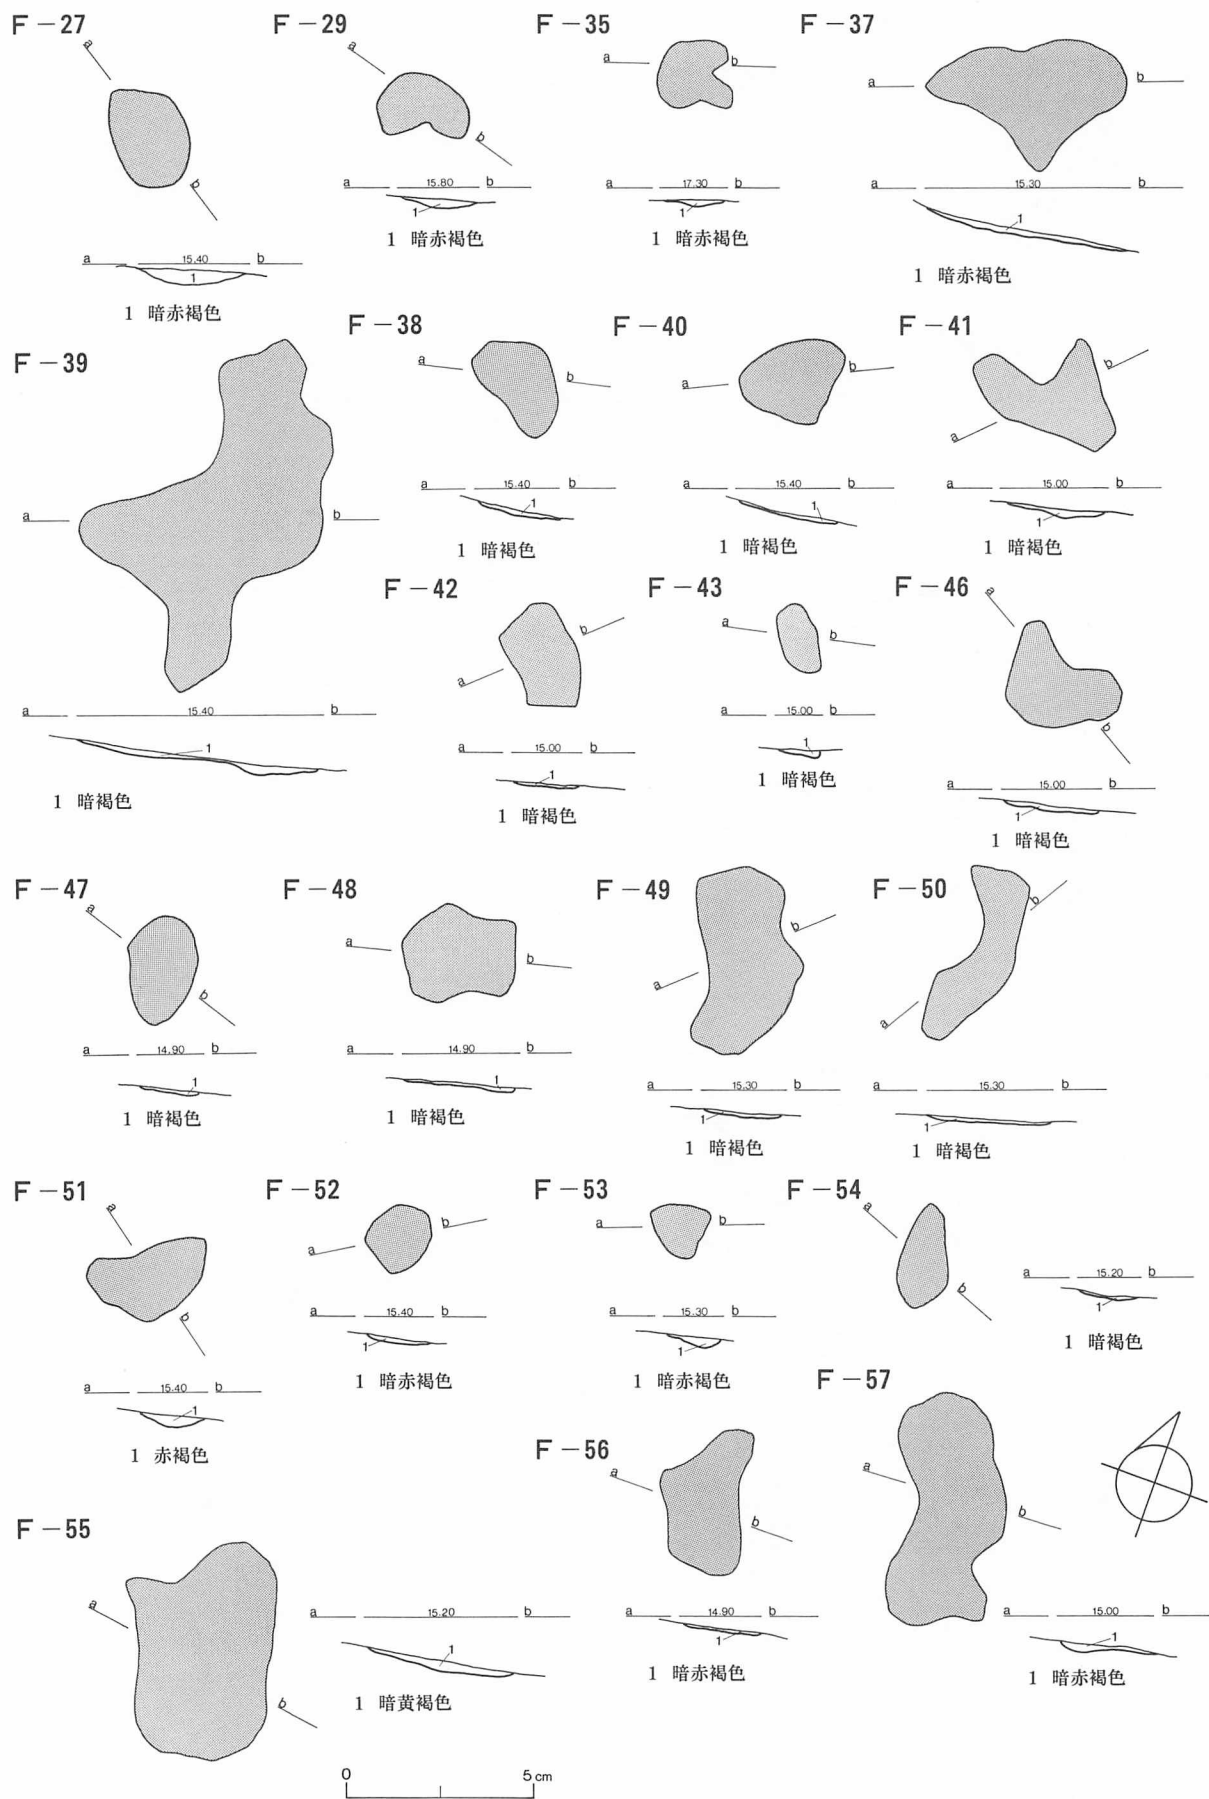 F-27
a
b
a 15.40 b
1
1 暗赤褐色
F-29
a
b
a 15.80 b
1
1 暗赤褐色
F-35
a
b
a 17.30 b
1
1 暗赤褐色
F-37
a
b
a 15.30 b
1
1 暗赤褐色
F-39
a
b
a 15.40 b
1
1 暗褐色
F-38
a
b
a 15.40 b
1
1 暗褐色
F-40
a
b
a 15.40 b
1
1 暗褐色
F-41
a
b
a 15.00 b
1
1 暗褐色
F-42
a
b
a 15.00 b
1
1 暗褐色
F-43
a
b
a 15.00 b
1
1 暗褐色
F-46
a
b
a 15.00 b
1
1 暗褐色
F-47
a
b
a 14.90 b
1
1 暗褐色
F-48
a
b
a 14.90 b
1
1 暗褐色
F-49
a
b
a 15.30 b
1
1 暗褐色
F-50
a
b
a 15.30 b
1
1 暗褐色
F-51
a
b
a 15.40 b
1
1 赤褐色
F-52
a
b
a 15.40 b
1
1 暗赤褐色
F-53
a
b
a 15.30 b
1
1 暗赤褐色
F-54
a
b
a 15.20 b
1
1 暗褐色
F-55
a
b
a 15.20 b
1
1 暗黄褐色
F-56
a
b
a 14.90 b
1
1 暗赤褐色
F-57
a
b
a 15.00 b
1
1 暗赤褐色
0 5cm